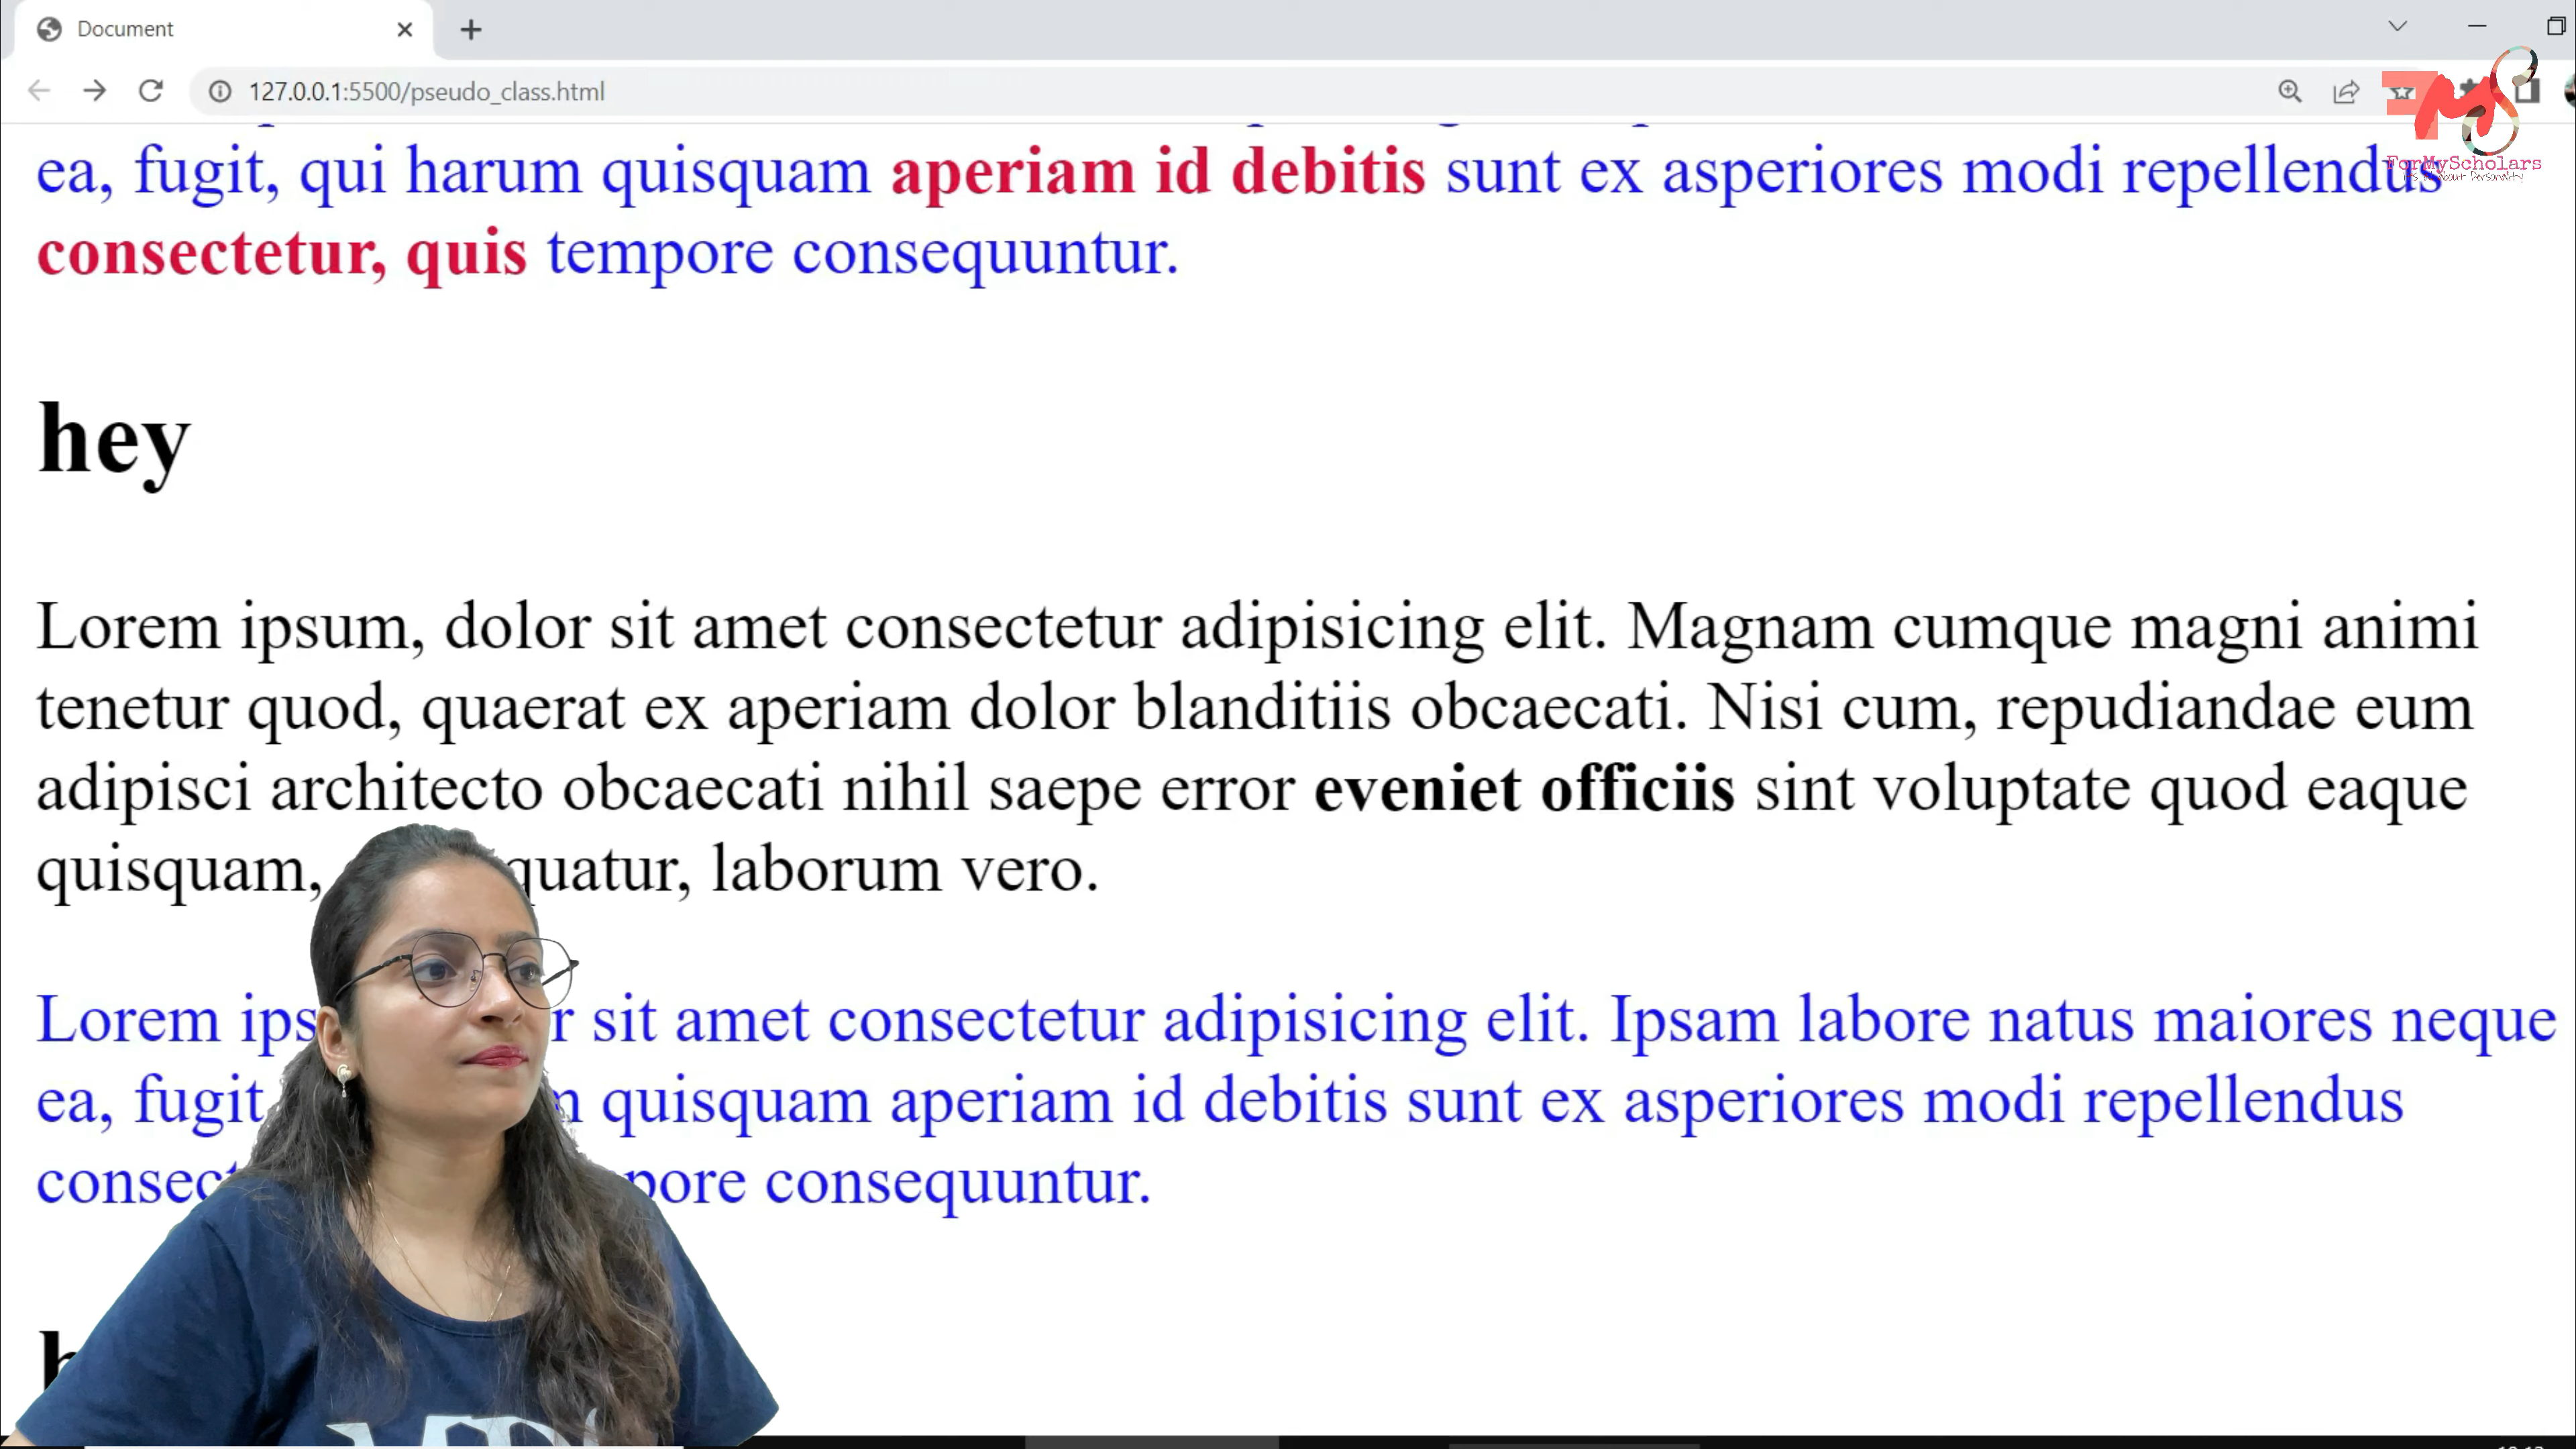 Document
127.0.0.1:5500/pseudo_class.html
ForMyScholars
ea, fugit, qui harum quisquam aperiam id debitis sunt ex asperiores modi repellendus
consectetur, quis tempore consequuntur.
hey
Lorem ipsum, dolor sit amet consectetur adipisicing elit. Magnam cumque magni animi
tenetur quod, quaerat ex aperiam dolor blanditiis obcaecati. Nisi cum, repudiandae eum
adipisci architecto obcaecati nihil saepe error eveniet officiis sint voluptate quod eaque
quisquam, quatur, laborum vero.
Lorem ips r sit amet consectetur adipisicing elit. Ipsam labore natus maiores neque
ea, fugit quisquam aperiam id debitis sunt ex asperiores modi repellendus
consec pore consequuntur.